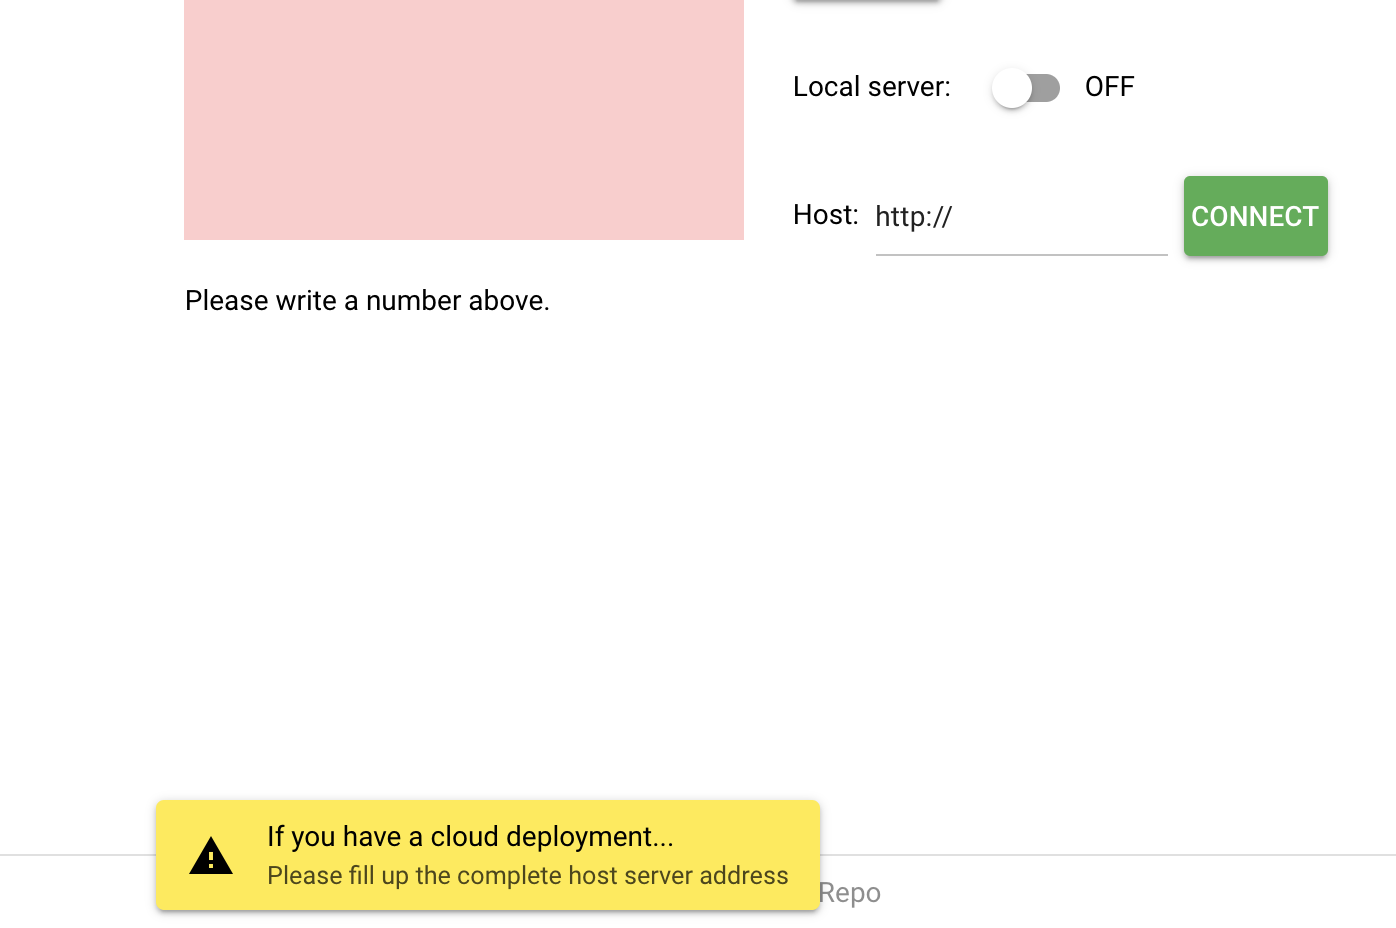 Local server: OFF
Host: http:// CONNECT
Please write a number above.
If you have a cloud deployment...
Please fill up the complete host server address
Repo